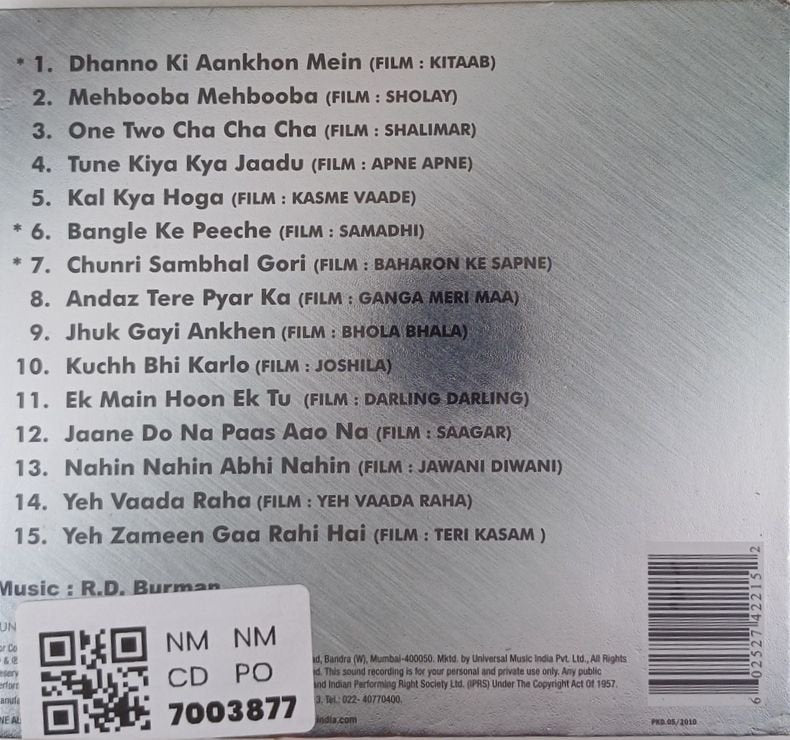 * 1. Dhanno Ki Aankhon Mein (FILM : KITAAB)
2. Mehbooba Mehbooba (FILM : SHOLAY)
3. One Two Cha Cha Cha (FILM : SHALIMAR)
4. Tune Kiya Kya Jaadu (FILM : APNE APNE)
5. Kal Kya Hoga (FILM : KASME VAADE)
* 6. Bangle Ke Peeche (FILM : SAMADHI)
* 7. Chunri Sambhal Gori (FILM : BAHARON KE SAPNE)
8. Andaz Tere Pyar Ka (FILM : GANGA MERI MAA)
9. Jhuk Gayi Ankhen (FILM : BHOLA BHALA)
10. Kuchh Bhi Karlo (FILM : JOSHILA)
11. Ek Main Hoon Ek Tu (FILM : DARLING DARLING)
12. Jaane Do Na Paas Aao Na (FILM : SAAGAR)
13. Nahin Nahin Abhi Nahin (FILM : JAWANI DIWANI)
14. Yeh Vaada Raha (FILM : YEH VAADA RAHA)
15. Yeh Zameen Gaa Rahi Hai (FILM : TERI KASAM )
Music : R.D. Burman
NM NM
CD PO
7003877
Bandra (W), Mumbai-400050. Mktd. by Universal Music India Pvt. Ltd., All Rights
This sound recording is for your personal and private use only. Any public
and Indian Performing Right Society Ltd. (IPRS) Under The Copyright Act Of 1957.
3. Tel.: 022- 40770400.
india.com
6 02527 42215 2
PKD.05/2010